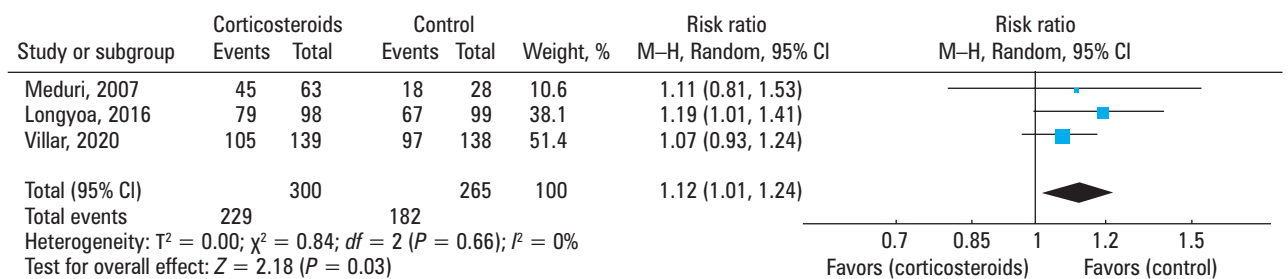 Corticosteroids Control Risk ratio Risk ratio
Study or subgroup Events Total Events Total Weight, % M–H, Random, 95% CI M–H, Random, 95% CI
Meduri, 2007 45 63 18 28 10.6 1.11 (0.81, 1.53)
Longyoa, 2016 79 98 67 99 38.1 1.19 (1.01, 1.41)
Villar, 2020 105 139 97 138 51.4 1.07 (0.93, 1.24)
Total (95% CI) 300 265 100 1.12 (1.01, 1.24)
Total events 229 182
Heterogeneity: T² = 0.00; χ² = 0.84; df = 2 (P = 0.66); I² = 0%
0.7 0.85 1 1.2 1.5
Test for overall effect: Z = 2.18 (P = 0.03)
Favors (corticosteroids) Favors (control)